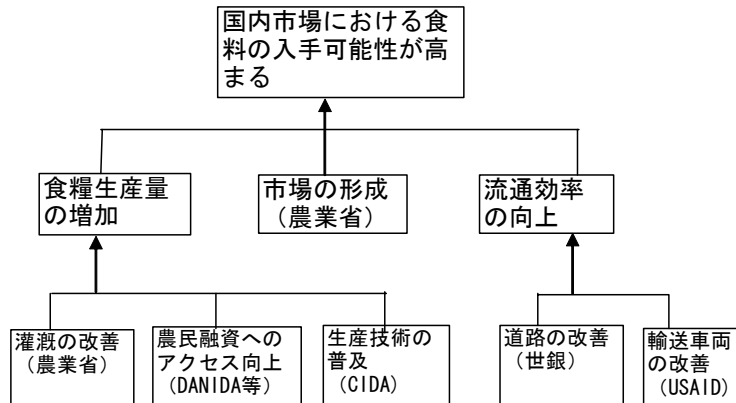 国内市場における食
料の入手可能性が高
まる
食糧生産量
の増加
市場の形成
（農業省）
流通効率
の向上
灌漑の改善
（農業省）
農民融資への
アクセス向上
（DANIDA等）
生産技術の
普及
（CIDA）
道路の改善
（世銀）
輸送車両
の改善
（USAID）